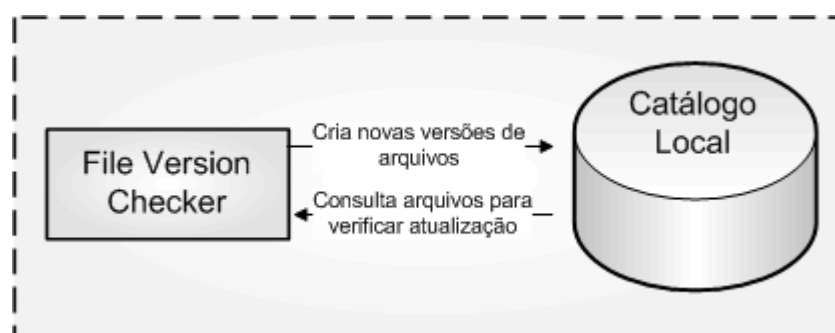 File Version
Checker
Cria novas versões de
arquivos
Consulta arquivos para
verificar atualização
Catálogo
Local